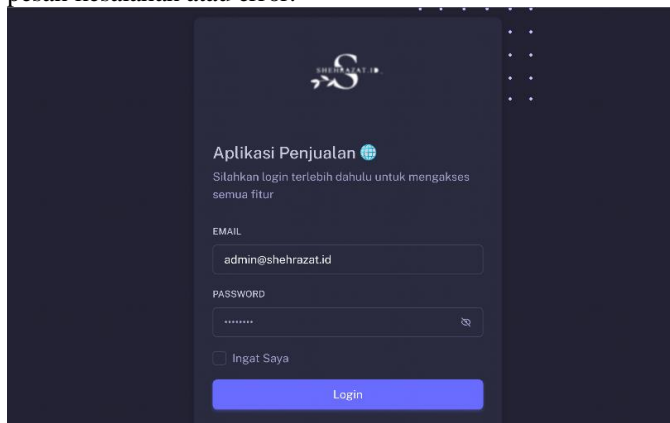 pesan kesalahan atau error.
SHEHRAZAT.ID.
Aplikasi Penjualan
Silahkan login terlebih dahulu untuk mengakses
semua fitur
EMAIL
admin@shehrazat.id
PASSWORD
········
Ingat Saya
Login